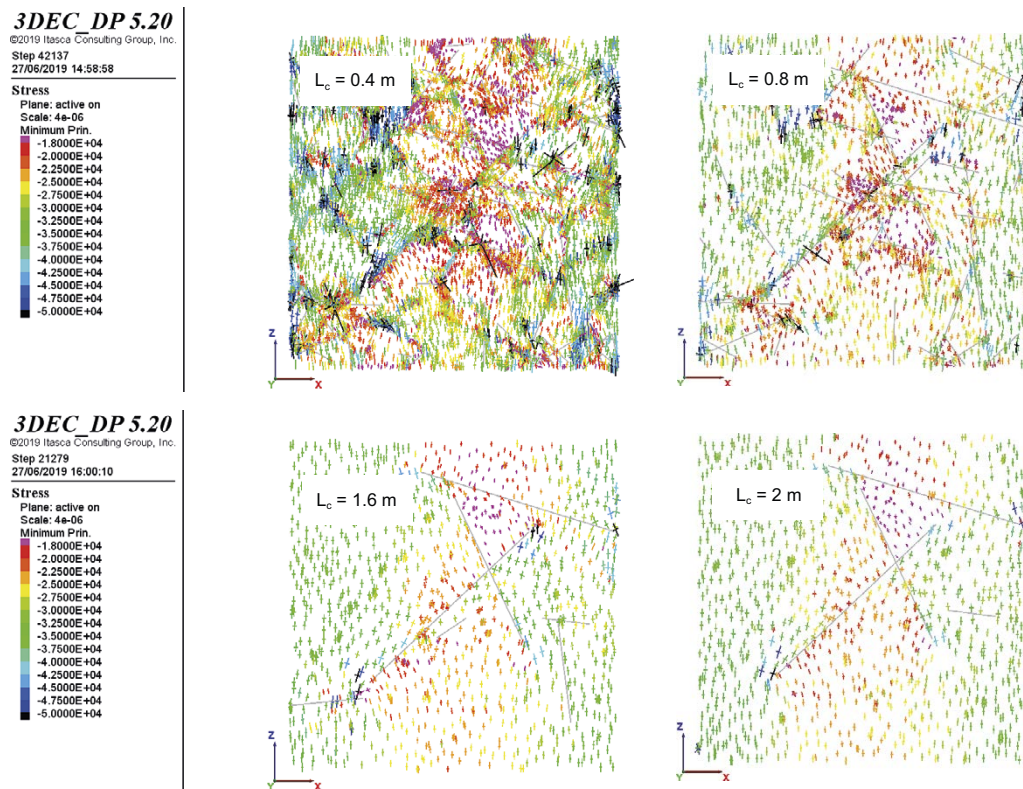 3DEC_DP 5.20
©2019 Itasca Consulting Group, Inc.
Step 42137
27/06/2019 14:58:58
Stress
Plane: active on
Scale: 4e-06
Minimum Prin.
-1.8000E+04
-2.0000E+04
-2.2500E+04
-2.5000E+04
-2.7500E+04
-3.0000E+04
-3.2500E+04
-3.5000E+04
-3.7500E+04
-4.0000E+04
-4.2500E+04
-4.5000E+04
-4.7500E+04
-5.0000E+04
Lc = 0.4 m
Z
Y X
Lc = 0.8 m
Z
Y X
3DEC_DP 5.20
©2019 Itasca Consulting Group, Inc.
Step 21279
27/06/2019 16:00:10
Stress
Plane: active on
Scale: 4e-06
Minimum Prin.
-1.8000E+04
-2.0000E+04
-2.2500E+04
-2.5000E+04
-2.7500E+04
-3.0000E+04
-3.2500E+04
-3.5000E+04
-3.7500E+04
-4.0000E+04
-4.2500E+04
-4.5000E+04
-4.7500E+04
-5.0000E+04
Lc = 1.6 m
Z
Y X
Lc = 2 m
Z
Y X